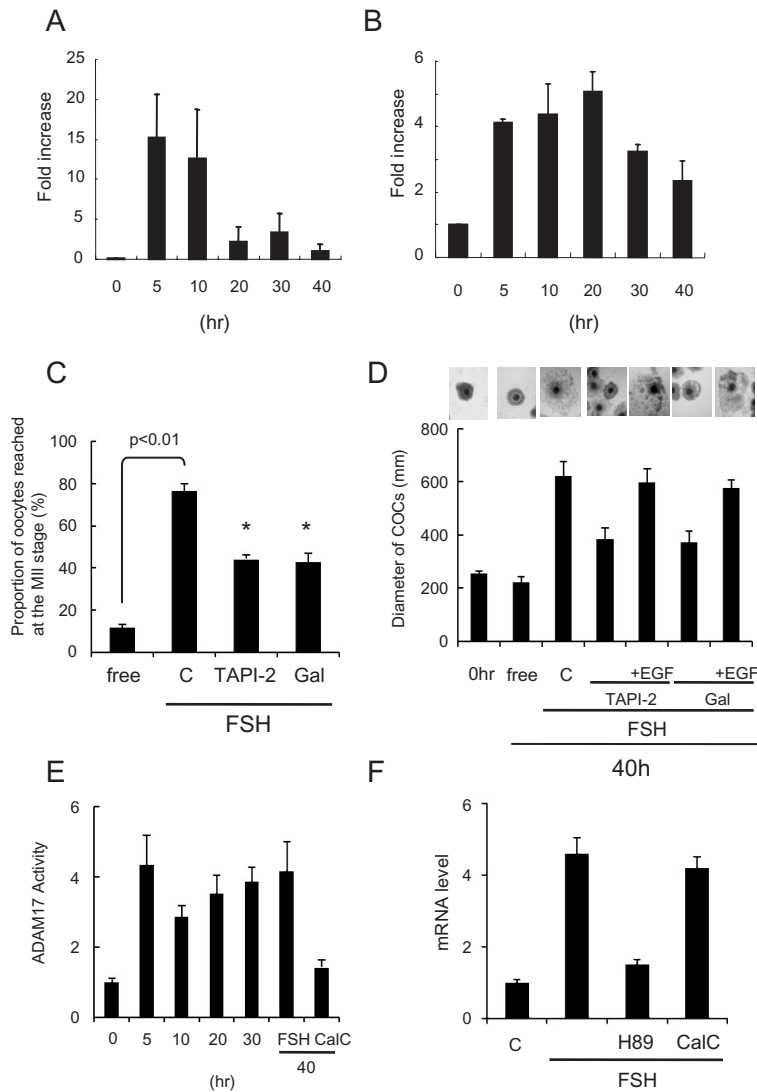 A
Fold increase
25
20
15
10
5
0
0 5 10 20 30 40
(hr)
B
Fold increase
6
4
2
0
0 5 10 20 30 40
(hr)
C
Proportion of oocytes reached
at the MII stage (%)
100
80
60
40
20
0
p<0.01
* *
free C TAPI-2 Gal
FSH
D
Diameter of COCs (mm)
800
600
400
200
0
0hr free C +EGF +EGF
TAPI-2 Gal
FSH
40h
E
ADAM17 Activity
6
4
2
0
0 5 10 20 30 FSH CalC
(hr) 40
F
mRNA level
6
4
2
0
C H89 CalC
FSH